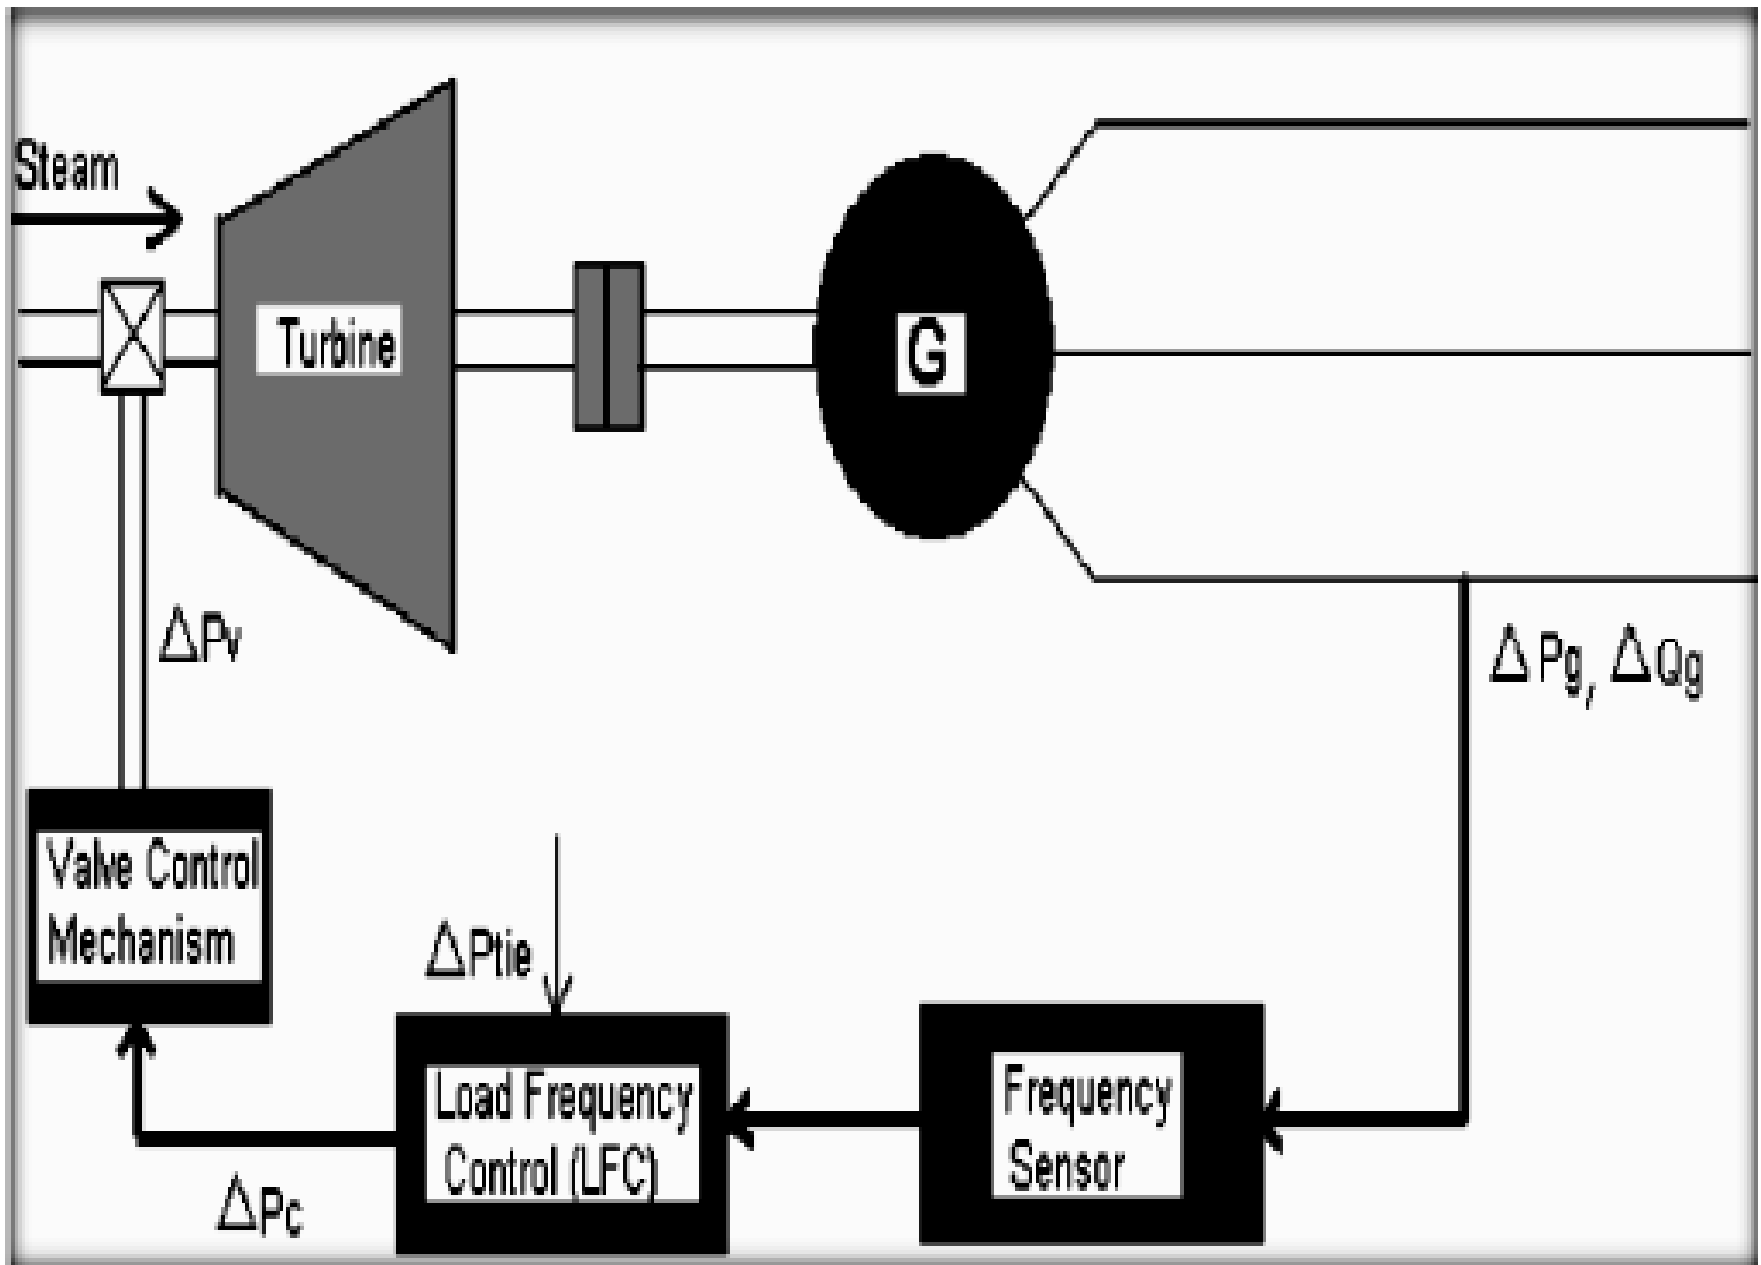 Steam
Turbine
G
ΔPv
ΔPg, ΔQg
Valve Control
Mechanism
ΔPtie
Load Frequency
Control (LFC)
Frequency
Sensor
ΔPc